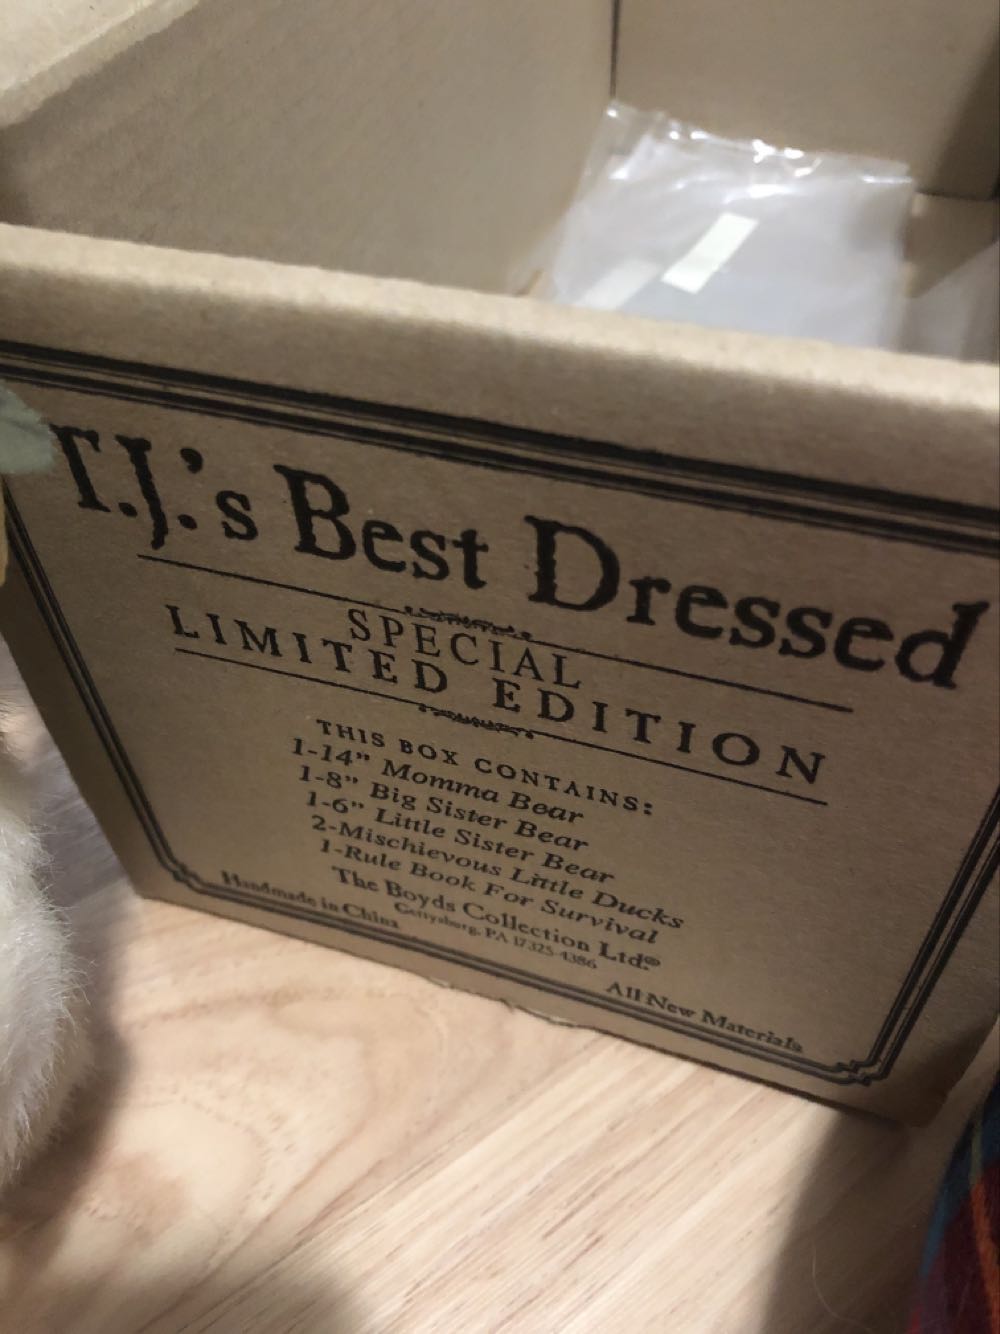 T.J.'s Best Dressed
SPECIAL
LIMITED EDITION
THIS BOX CONTAINS:
1-14" Momma Bear
1-8" Big Sister Bear
1-6" Little Sister Bear
2-Mischievous Little Ducks
1-Rule Book For Survival
The Boyds Collection Ltd.®
Gettysburg, PA 17325-4386
Handmade in China
All New Materials